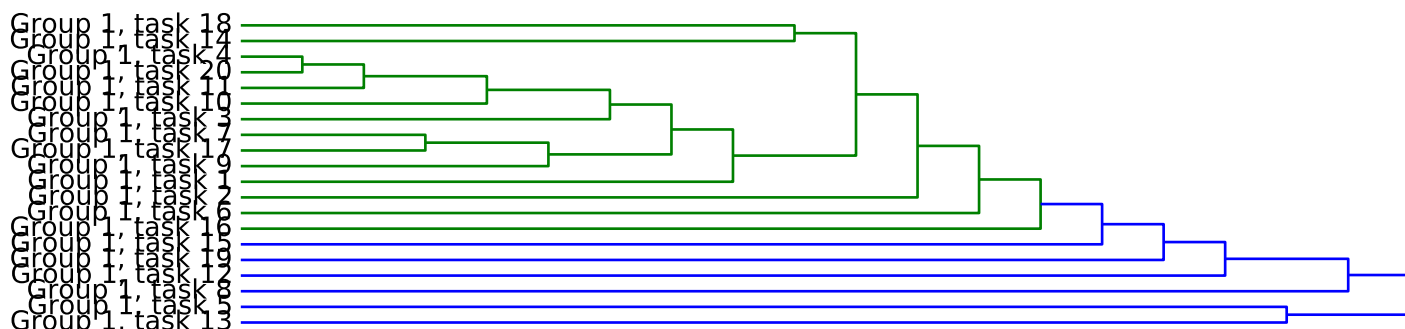 Group 1, task 18
Group 1, task 14
Group 1, task 4
Group 1, task 20
Group 1, task 11
Group 1, task 10
Group 1, task 3
Group 1, task 7
Group 1, task 17
Group 1, task 9
Group 1, task 1
Group 1, task 2
Group 1, task 6
Group 1, task 16
Group 1, task 15
Group 1, task 19
Group 1, task 12
Group 1, task 8
Group 1, task 5
Group 1, task 13